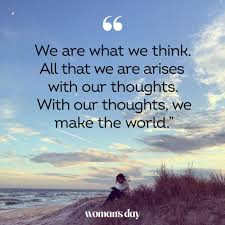 “
We are what we think.
All that we are arises
with our thoughts.
With our thoughts, we
make the world.”
woman's day